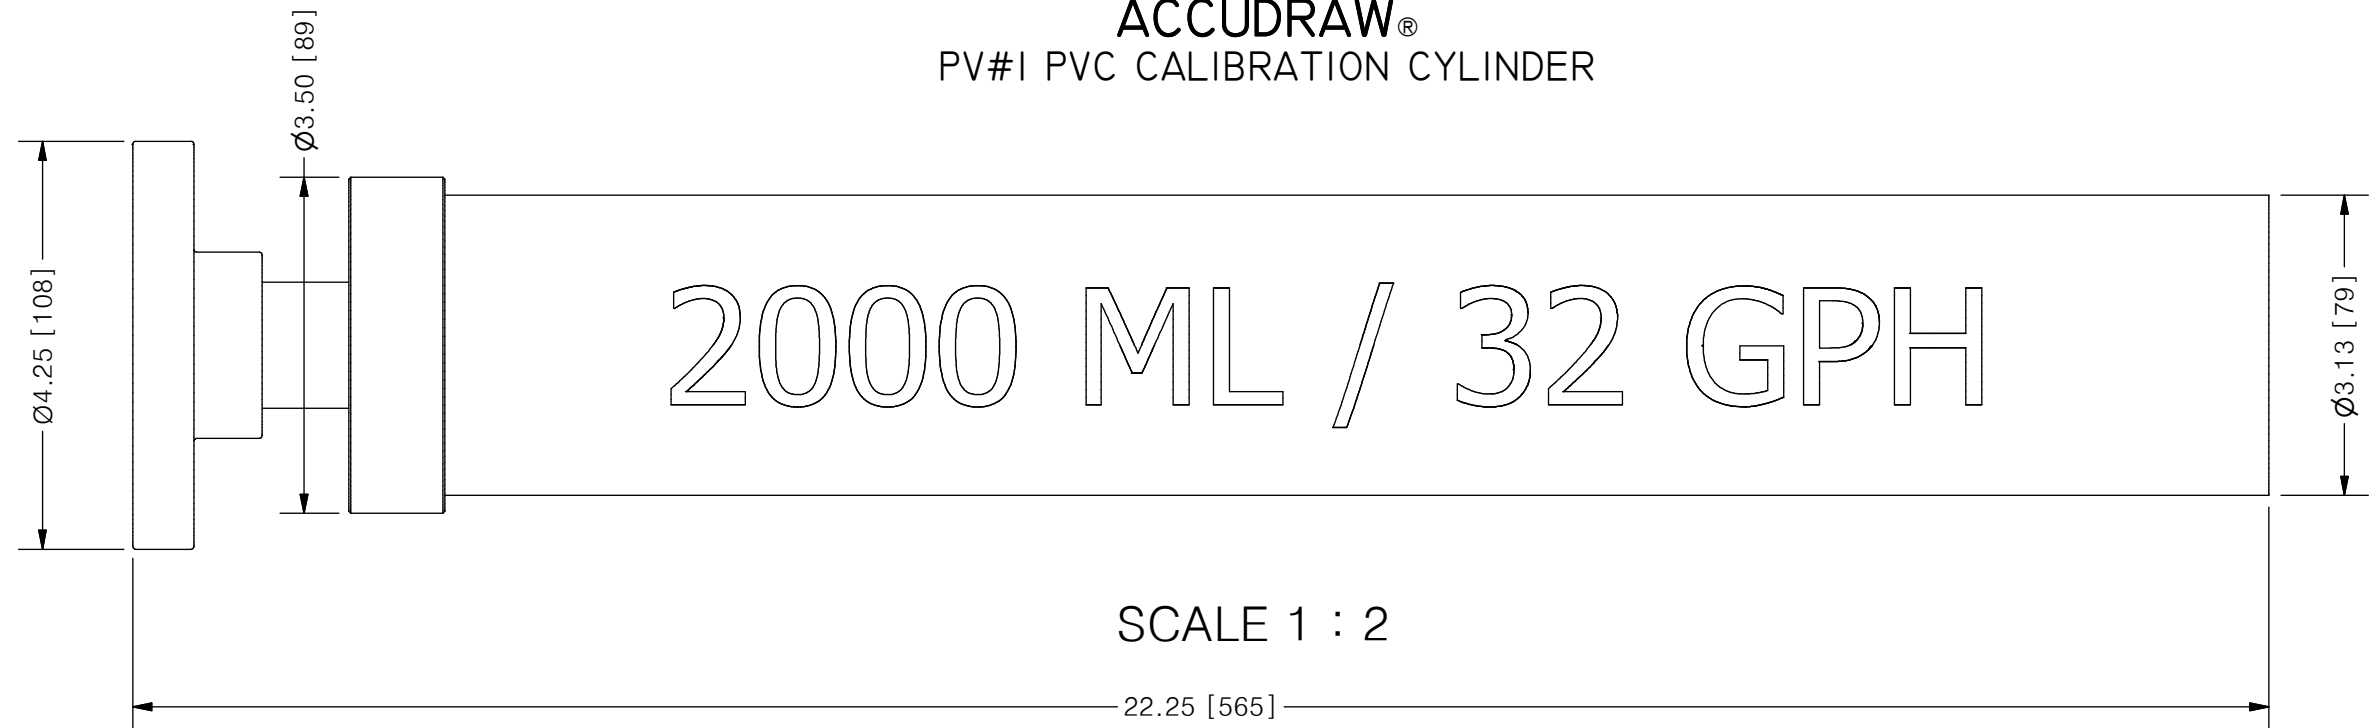 ACCUDRAW®
PV#1 PVC CALIBRATION CYLINDER
Ø3.50 [89]
Ø4.25 [108]
2000 ML / 32 GPH
Ø3.13 [79]
SCALE 1 : 2
22.25 [565]